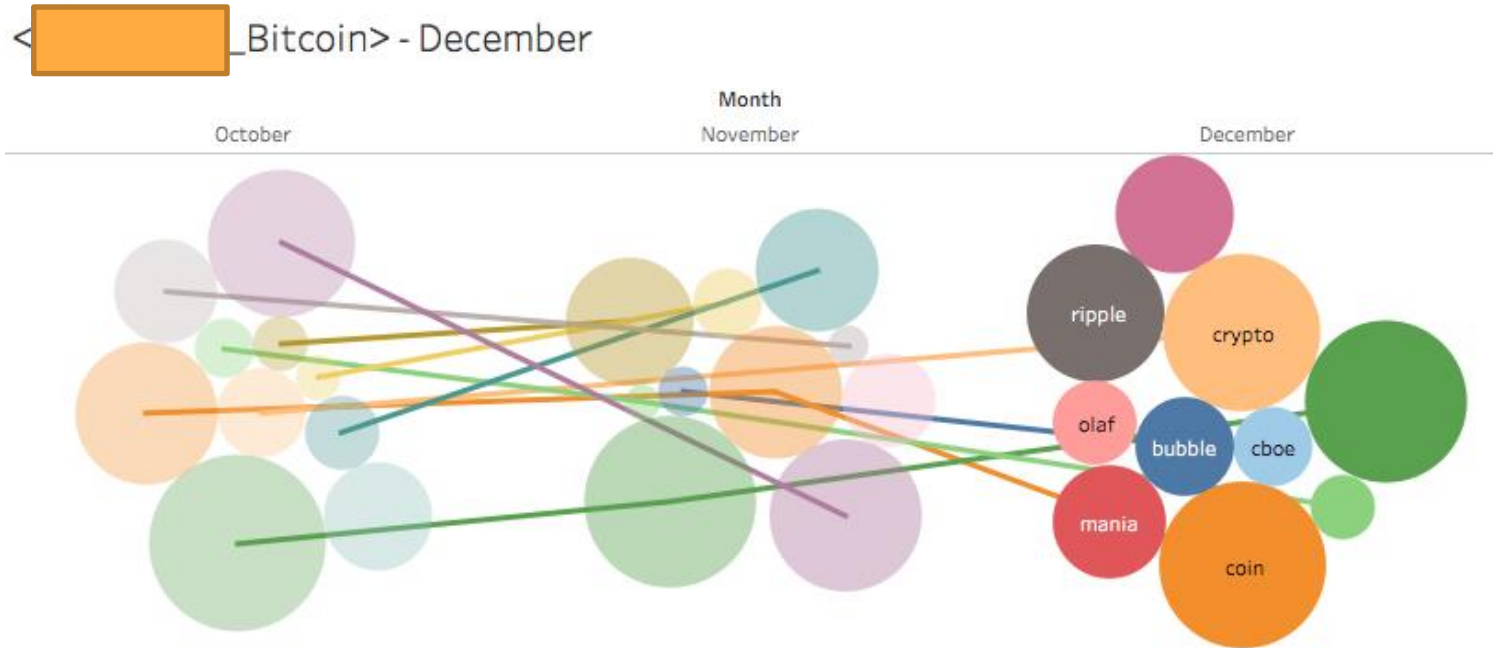 < _Bitcoin> - December
Month
October November December
ripple
crypto
olaf
bubble cboe
mania
coin